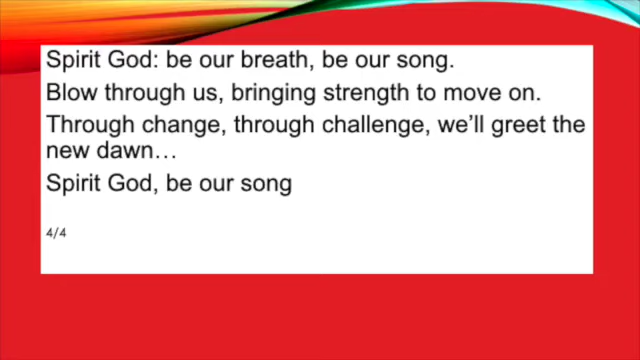 Spirit God: be our breath, be our song.
Blow through us, bringing strength to move on.
Through change, through challenge, we'll greet the
new dawn…
Spirit God, be our song
4/4